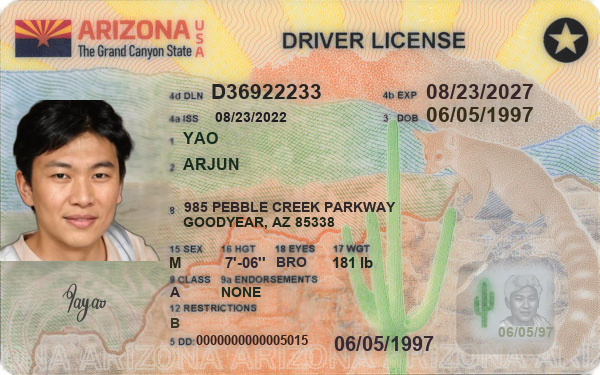 ARIZONA USA
The Grand Canyon State
DRIVER LICENSE
4d DLN D36922233
4b EXP 08/23/2027
4a ISS 08/23/2022
3 DOB 06/05/1997
1 YAO
2 ARJUN
8 985 PEBBLE CREEK PARKWAY
GOODYEAR, AZ 85338
15 SEX 16 HGT 18 EYES 17 WGT
M 7'-06" BRO 181 lb
9 CLASS 9a ENDORSEMENTS
A NONE
12 RESTRICTIONS
B
5 DD: 0000000000005015
06/05/1997
06/05/97
ARIZONA ARIZONA ARIZONA ARIZONA